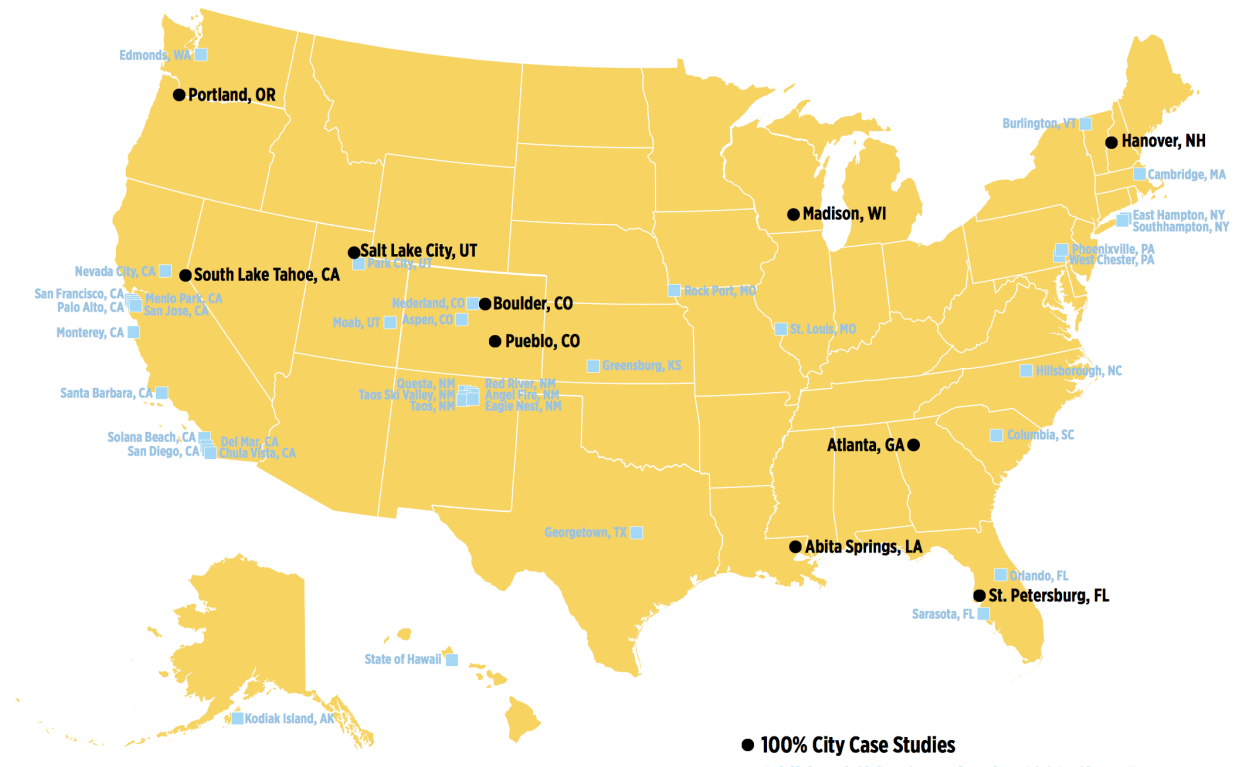 Edmonds, WA
Portland, OR
Burlington, VT
Hanover, NH
Cambridge, MA
Madison, WI
East Hampton, NY
Southhampton, NY
Salt Lake City, UT
Park City, UT
Phoenixville, PA
West Chester, PA
Nevada City, CA
South Lake Tahoe, CA
San Francisco, CA
Menlo Park, CA
Palo Alto, CA
San Jose, CA
Nederland, CO
Boulder, CO
Rock Port, MO
Moab, UT
Aspen, CO
Monterey, CA
St. Louis, MO
Pueblo, CO
Greensburg, KS
Hillsborough, NC
Questa, NM
Red River, NM
Taos Ski Valley, NM
Angel Fire, NM
Taos, NM
Eagle Nest, NM
Santa Barbara, CA
Solana Beach, CA
Del Mar, CA
San Diego, CA
Chula Vista, CA
Atlanta, GA
Columbia, SC
Georgetown, TX
Abita Springs, LA
Orlando, FL
St. Petersburg, FL
Sarasota, FL
State of Hawaii
Kodiak Island, AK
100% City Case Studies